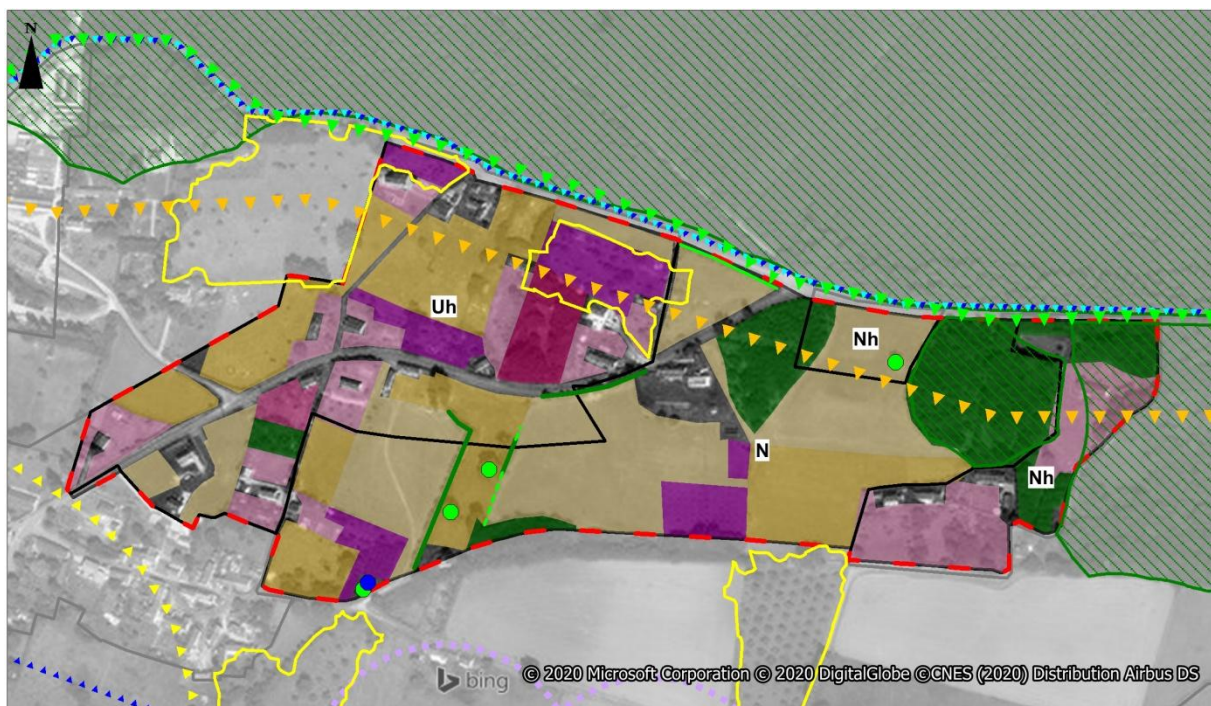 N
Uh
Nh
N
Nh
bing © 2020 Microsoft Corporation © 2020 DigitalGlobe ©CNES (2020) Distribution Airbus DS